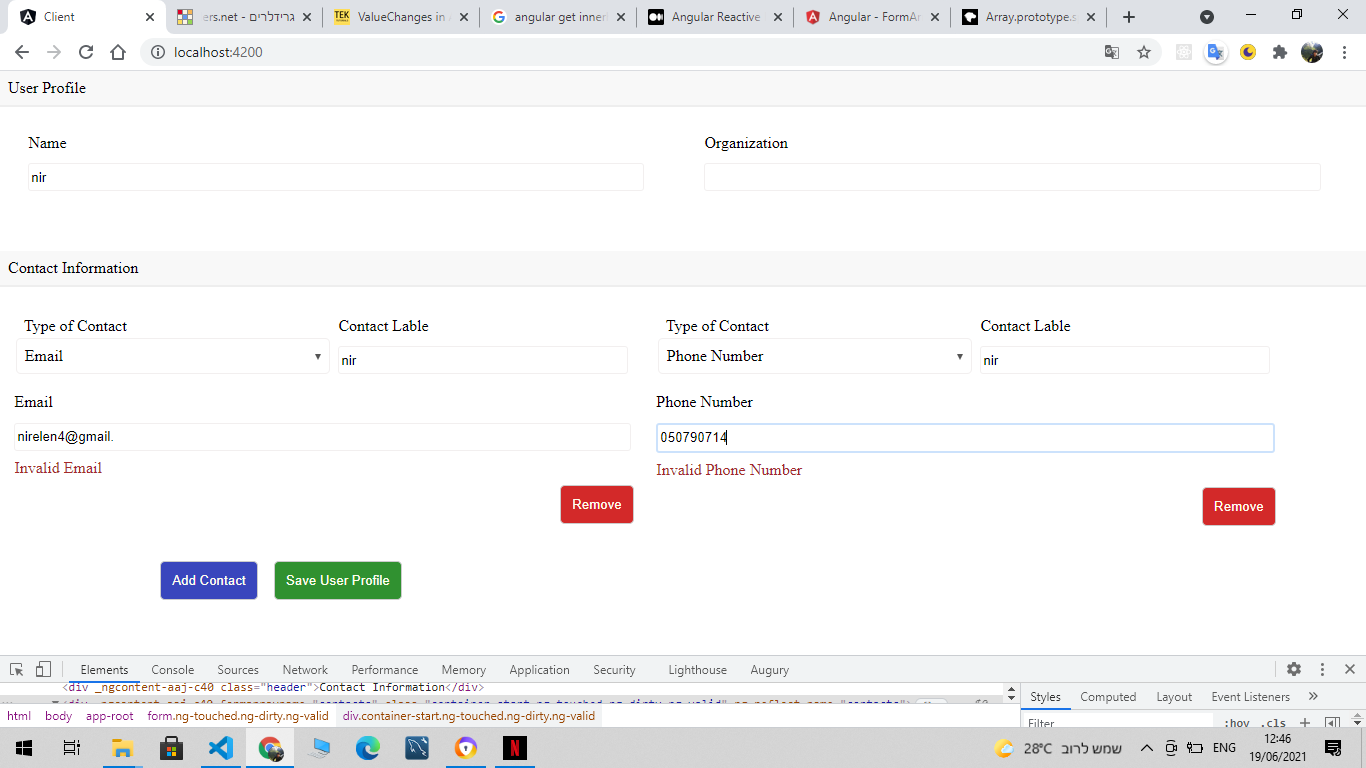 Client
ers.net - גרידלרים
TEK
ValueChanges in
angular get inner
Angular Reactive
Angular - FormAr
Array.prototype.s
localhost:4200
User Profile
Name
Organization
nir
Contact Information
Type of Contact
Contact Lable
Type of Contact
Contact Lable
Email
nir
Phone Number
nir
Email
Phone Number
nirelen4@gmail.
050790714
Invalid Email
Invalid Phone Number
Remove
Remove
Add Contact
Save User Profile
Elements
Console
Sources
Network
Performance
Memory
Application
Security
Lighthouse
Augury
<div _ngcontent-aaj-c40 class="header">Contact Information</div>
Styles
Computed
Layout
Event Listeners
html
body
app-root
form.ng-touched.ng-dirty.ng-valid
div.container-start.ng-touched.ng-dirty.ng-valid
Filter
:hov
.cls
28°C
שמש לרוב
ENG
12:46
19/06/2021